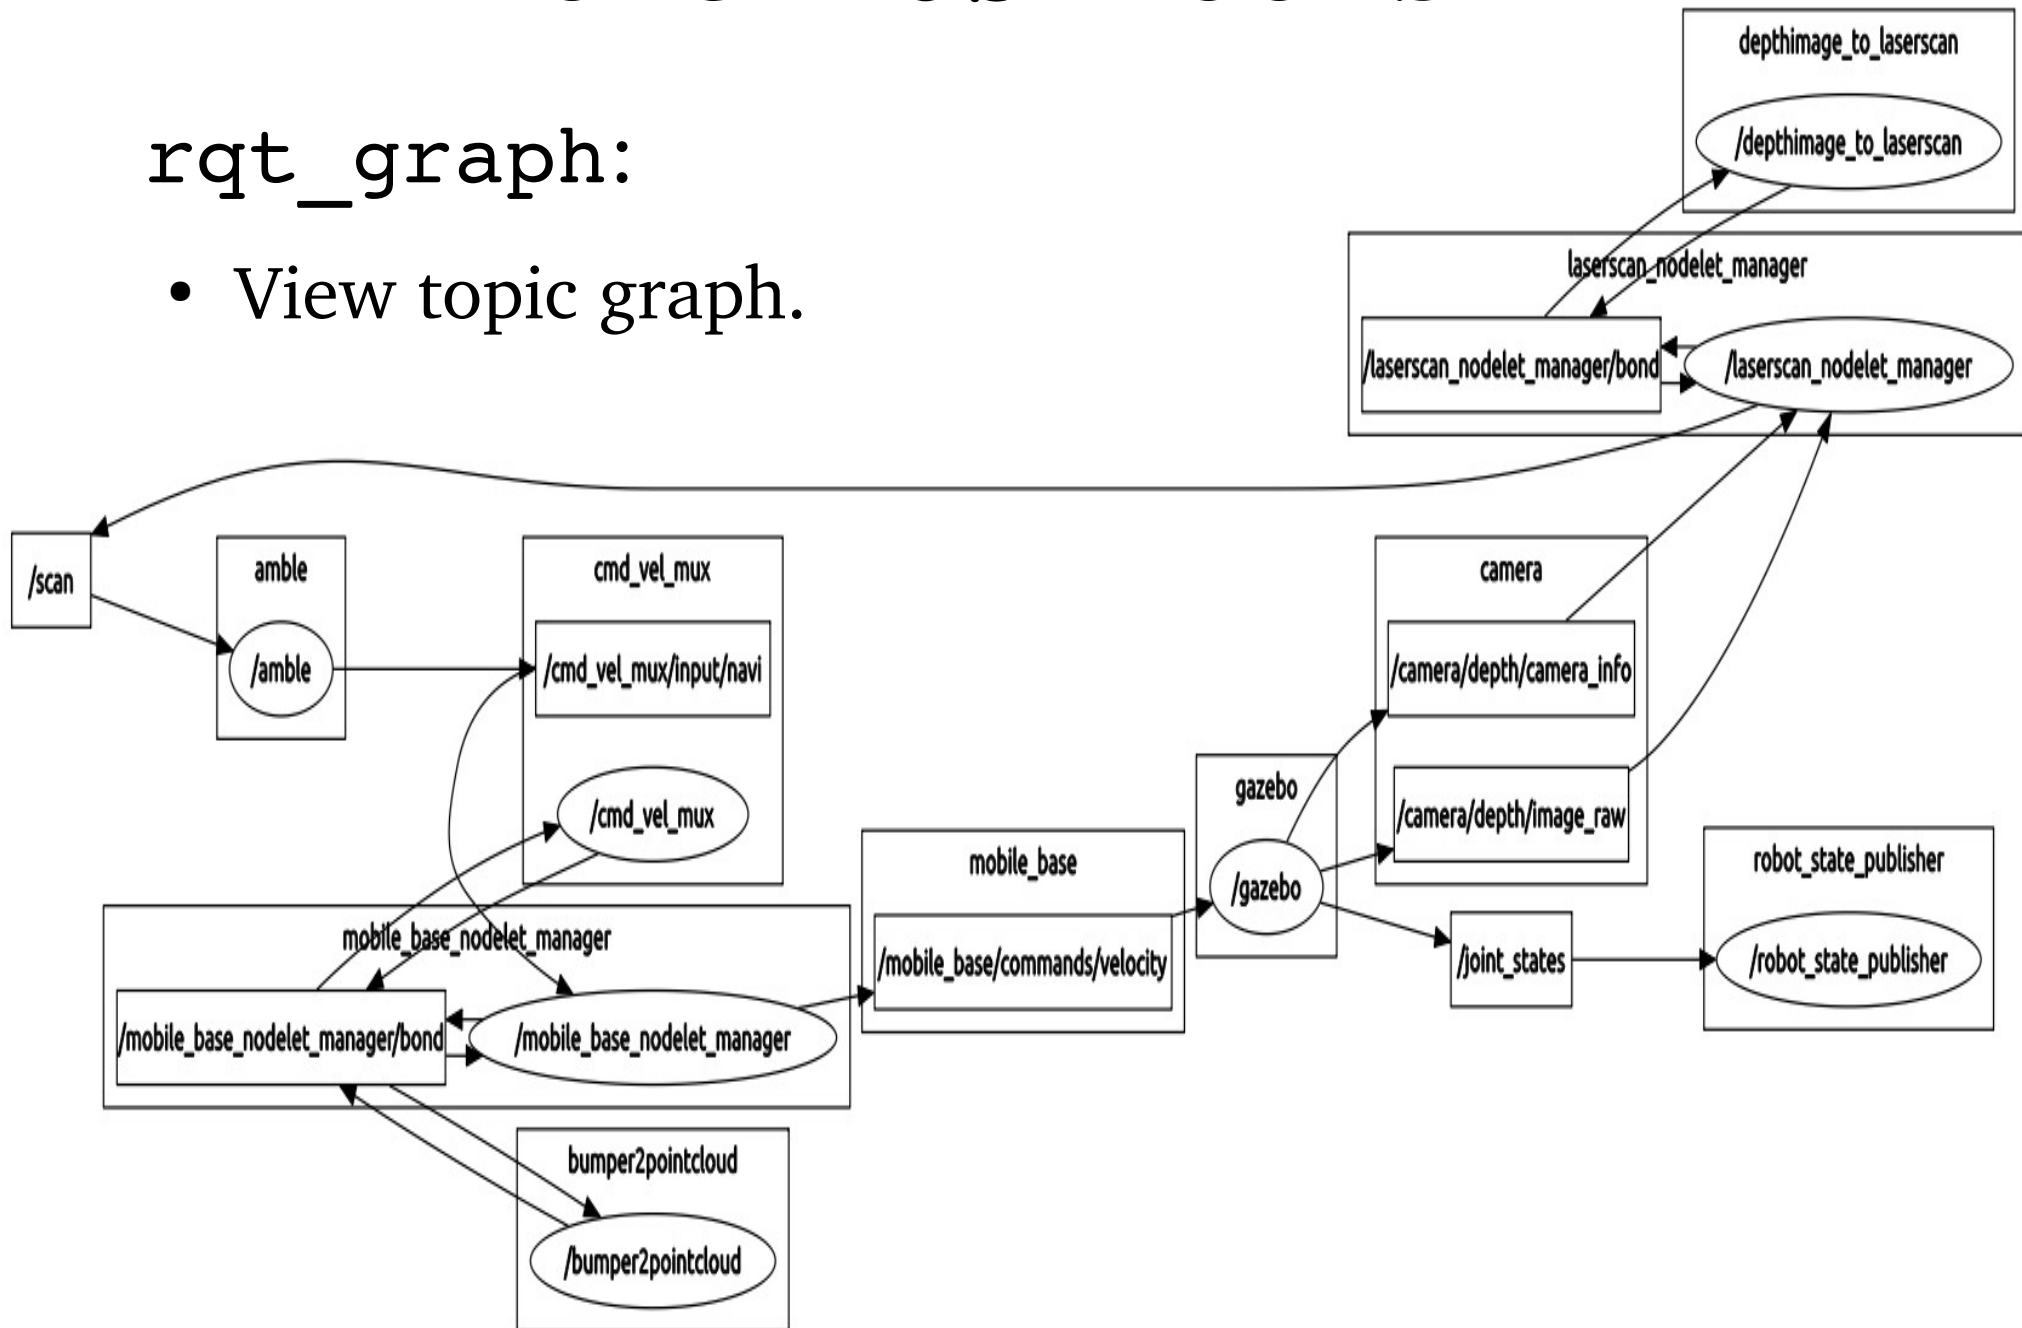 rqt_graph:
• View topic graph.
depthimage_to_laserscan
/depthimage_to_laserscan
laserscan_nodelet_manager
/laserscan_nodelet_manager/bond
/laserscan_nodelet_manager
/scan
amble
/amble
cmd_vel_mux
/cmd_vel_mux/input/navi
/cmd_vel_mux
camera
/camera/depth/camera_info
/camera/depth/image_raw
gazebo
/gazebo
mobile_base
/mobile_base/commands/velocity
/joint_states
robot_state_publisher
/robot_state_publisher
mobile_base_nodelet_manager
/mobile_base_nodelet_manager/bond
/mobile_base_nodelet_manager
bumper2pointcloud
/bumper2pointcloud